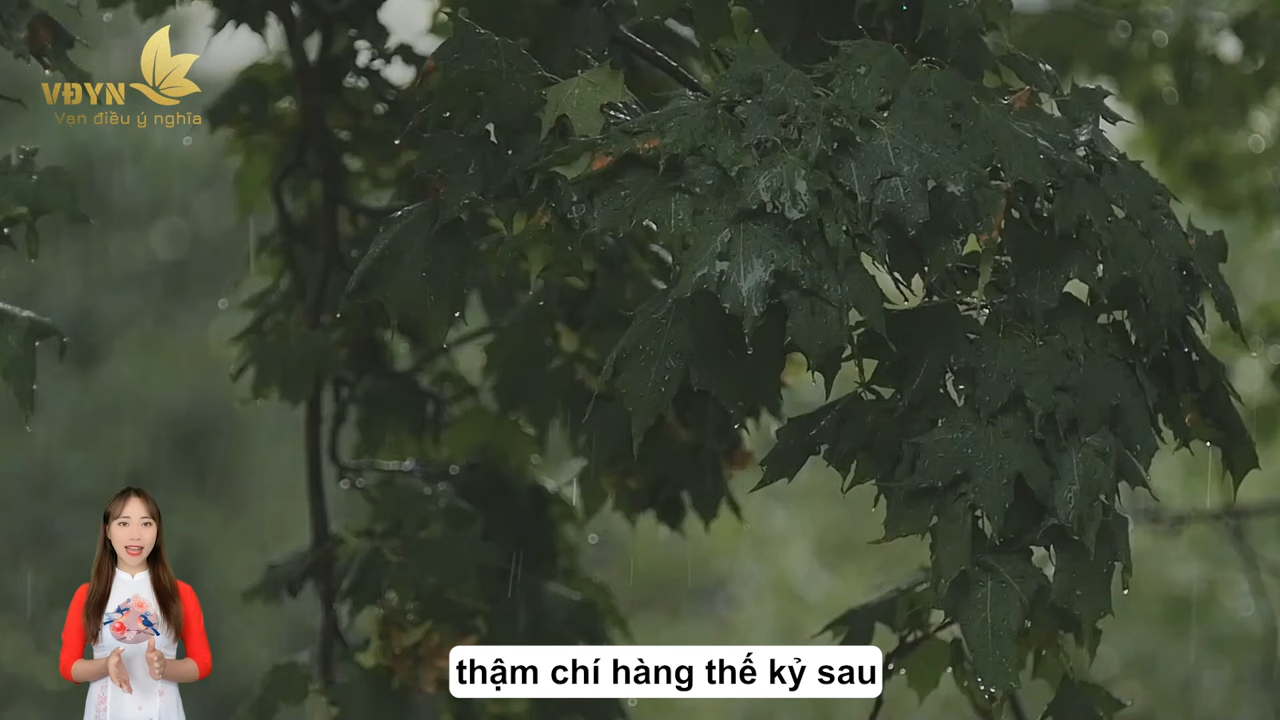 VĐYN
Vạn điều ý nghĩa
thậm chí hàng thế kỷ sau